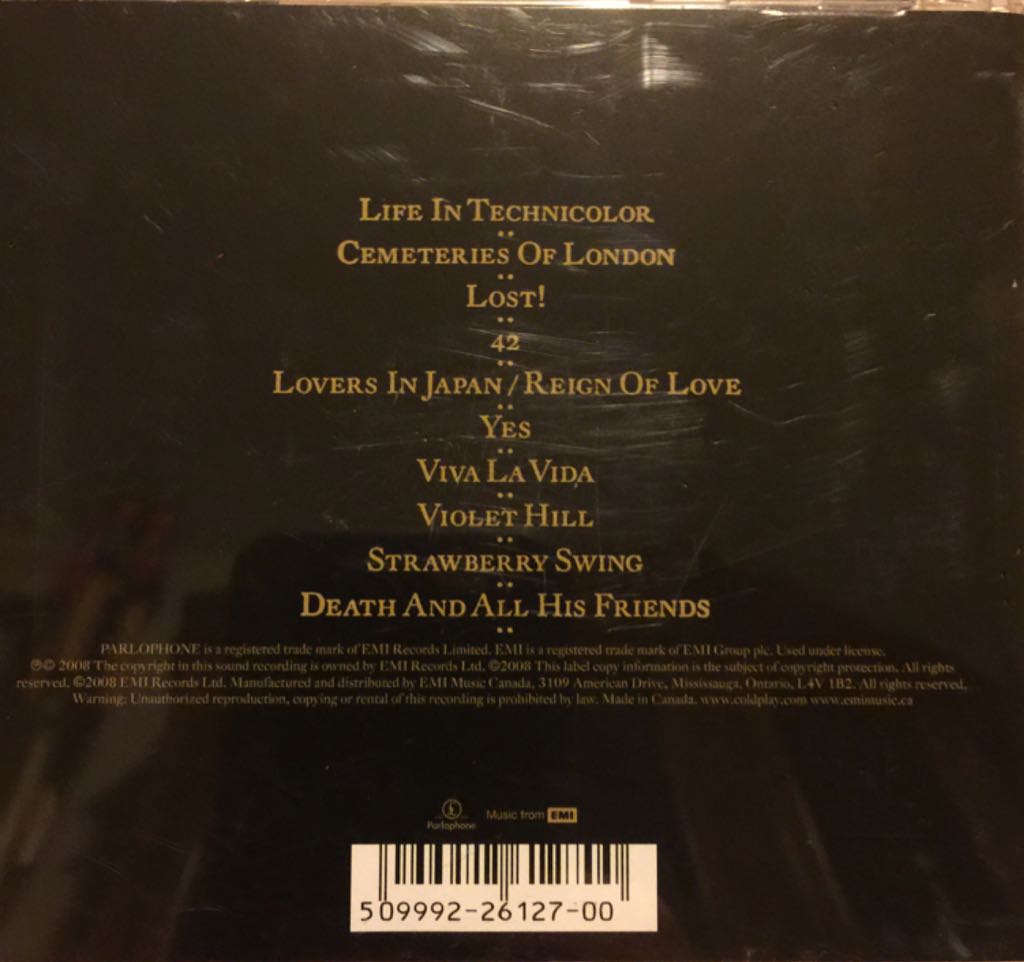 LIFE IN TECHNICOLOR
CEMETERIES OF LONDON
LOST!
42
LOVERS IN JAPAN / REIGN OF LOVE
YES
VIVA LA VIDA
VIOLET HILL
STRAWBERRY SWING
DEATH AND ALL HIS FRIENDS
PARLOPHONE is a registered trade mark of EMI Records Limited. EMI is a registered trade mark of EMI Group plc. Used under license.
℗© 2008 The copyright in this sound recording is owned by EMI Records Ltd. ©2008 This label copy information is the subject of copyright protection. All rights
reserved. ©2008 EMI Records Ltd. Manufactured and distributed by EMI Music Canada, 3109 American Drive, Mississauga, Ontario, L4V 1B2. All rights reserved.
Warning: Unauthorized reproduction, copying or rental of this recording is prohibited by law. Made in Canada. www.coldplay.com www.emimusic.ca
Parlophone Music from EMI
509992-26127-00